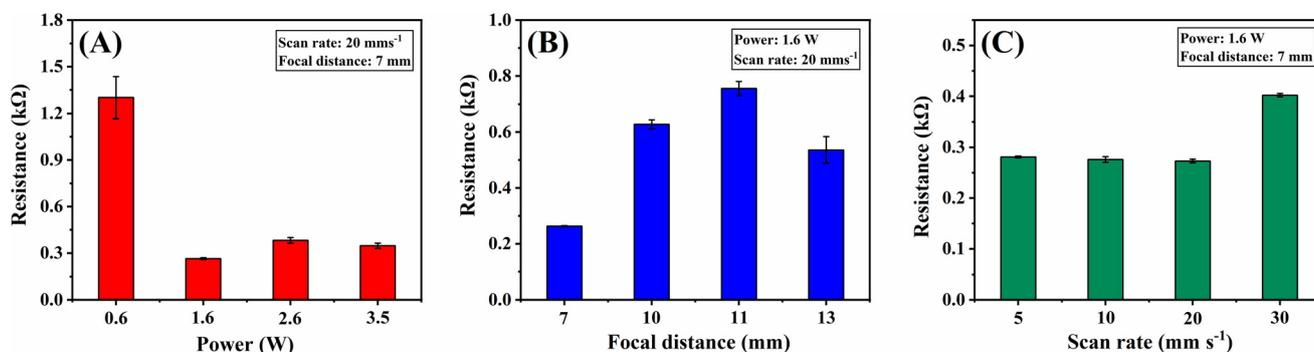 (A)
Scan rate: 20 mms⁻¹
Focal distance: 7 mm
Resistance (kΩ)
1.8
1.5
1.2
0.9
0.6
0.3
0.0
0.6 1.6 2.6 3.5
Power (W)
(B)
Power: 1.6 W
Scan rate: 20 mms⁻¹
Resistance (kΩ)
1.0
0.8
0.6
0.4
0.2
0.0
7 10 11 13
Focal distance (mm)
(C)
Power: 1.6 W
Focal distance: 7 mm
Resistance (kΩ)
0.5
0.4
0.3
0.2
0.1
0.0
5 10 20 30
Scan rate (mm s⁻¹)